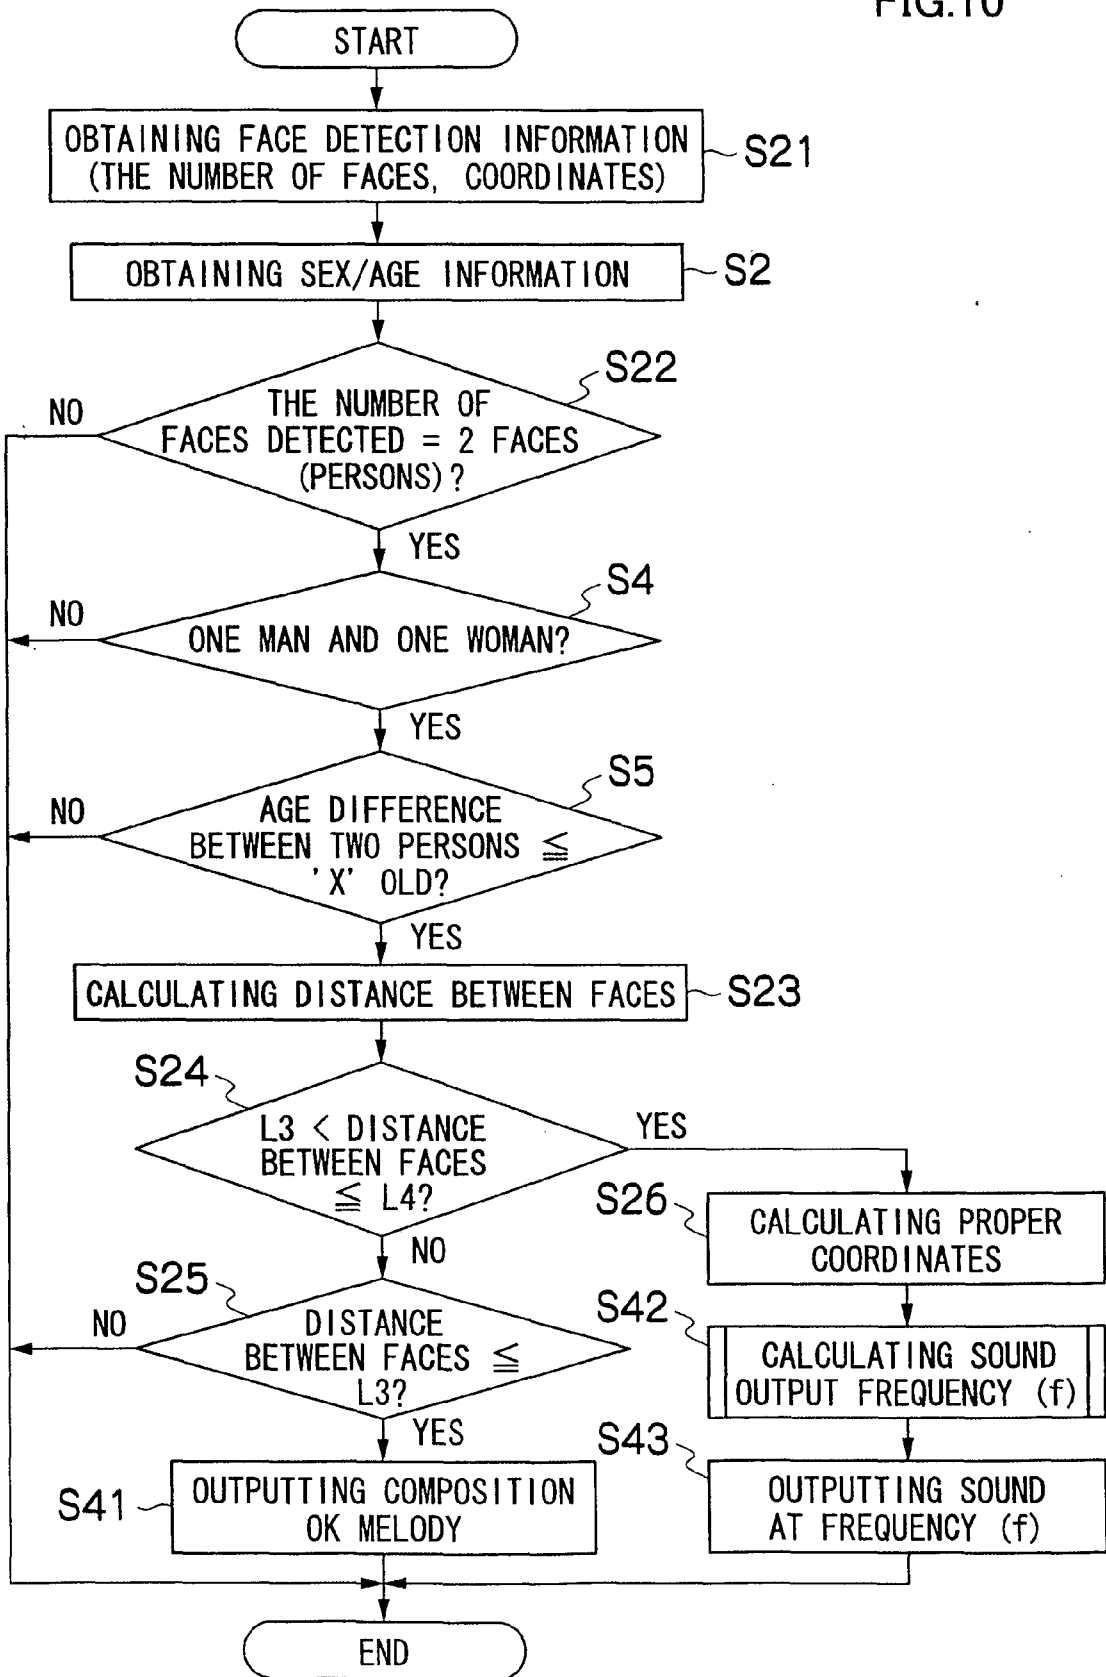 FIG.10
START
OBTAINING FACE DETECTION INFORMATION
(THE NUMBER OF FACES, COORDINATES)
S21
OBTAINING SEX/AGE INFORMATION
S2
S22
THE NUMBER OF
FACES DETECTED = 2 FACES
(PERSONS)?
NO
YES
S4
ONE MAN AND ONE WOMAN?
NO
YES
S5
AGE DIFFERENCE
BETWEEN TWO PERSONS ≦
'X' OLD?
NO
YES
CALCULATING DISTANCE BETWEEN FACES
S23
S24
L3 < DISTANCE
BETWEEN FACES
≦ L4?
YES
NO
S26
CALCULATING PROPER
COORDINATES
S25
DISTANCE
BETWEEN FACES ≦
L3?
NO
YES
S42
CALCULATING SOUND
OUTPUT FREQUENCY (f)
S43
OUTPUTTING SOUND
AT FREQUENCY (f)
S41
OUTPUTTING COMPOSITION
OK MELODY
END